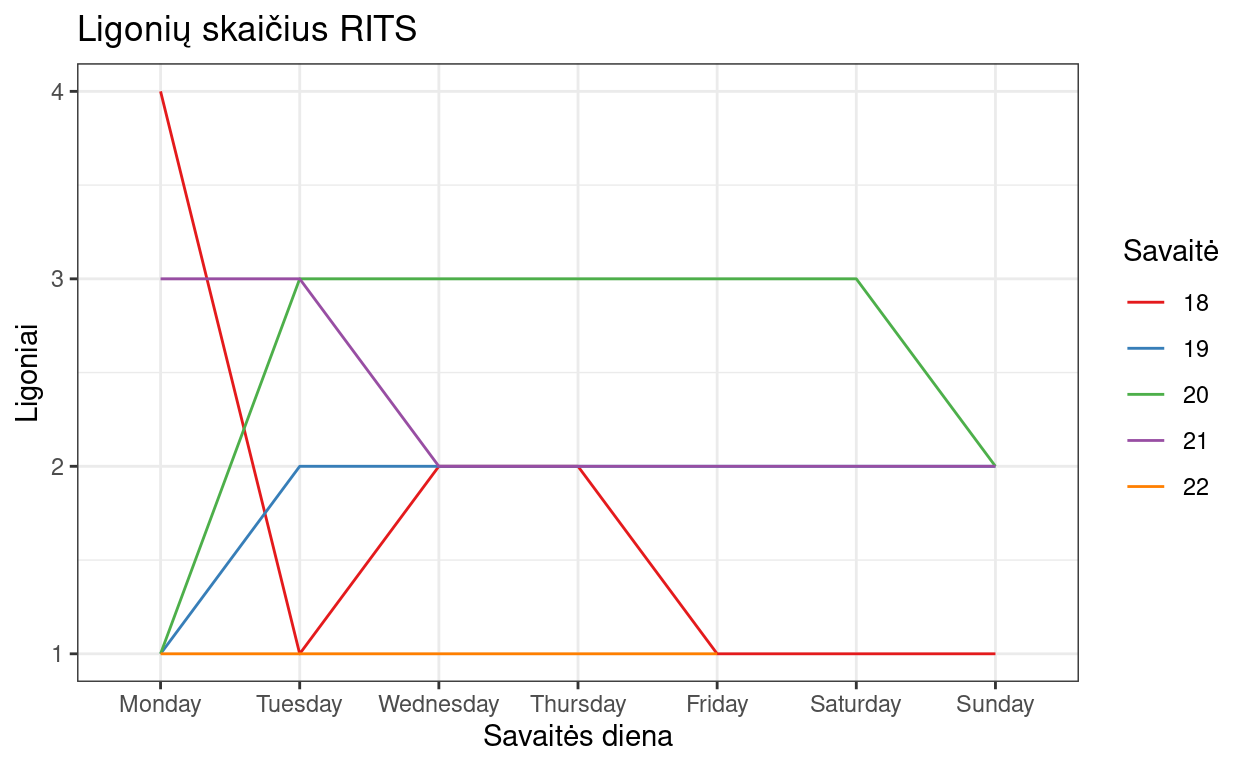 Ligonių skaičius RITS
4
3
2
1
Ligoniai
Monday Tuesday Wednesday Thursday Friday Saturday Sunday
Savaitės diena
Savaitė
18
19
20
21
22